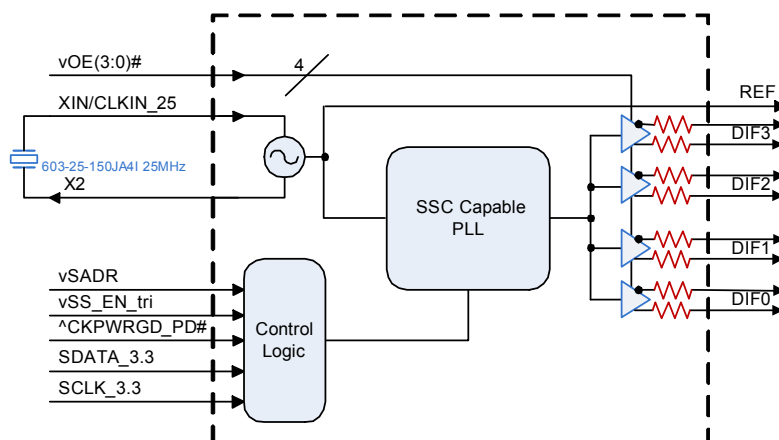 vOE(3:0)#
4
XIN/CLKIN_25
REF
DIF3
603-25-150JA4I 25MHz
X2
DIF2
SSC Capable
PLL
DIF1
vSADR
vSS_EN_tri
DIF0
^CKPWRGD_PD#
Control
Logic
SDATA_3.3
SCLK_3.3